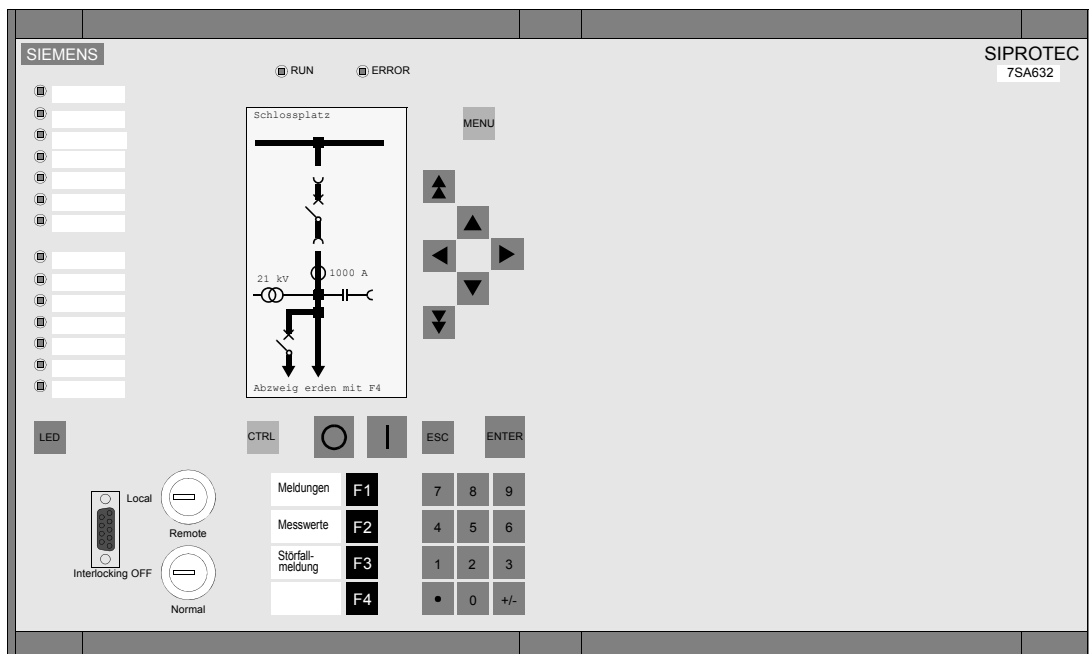 SIEMENS
SIPROTEC
7SA632
RUN
ERROR
Schlossplatz
MENU
21 kV
1000 A
Abzweig erden mit F4
LED
CTRL
ESC
ENTER
Local
Remote
Interlocking OFF
Normal
Meldungen F1
Messwerte F2
Störfall-
meldung F3
F4
7 8 9
4 5 6
1 2 3
• 0 +/-